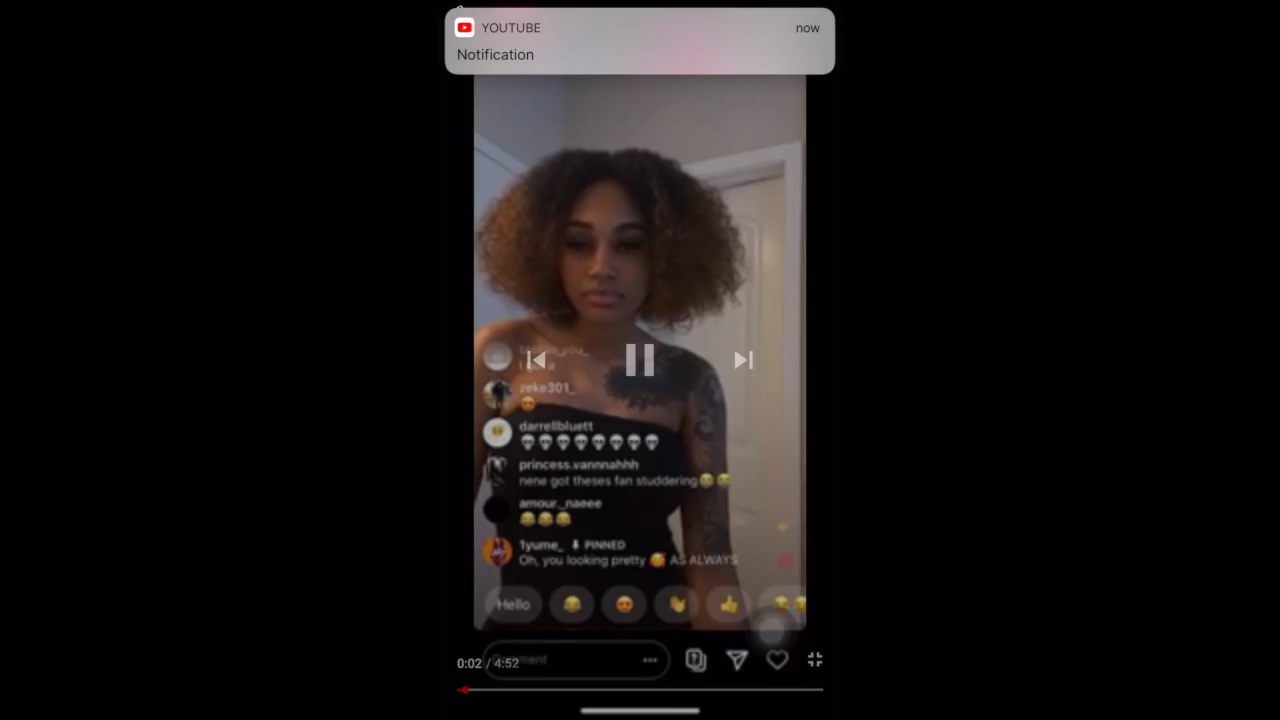 YOUTUBE
now
Notification
zeke301_
😍
darrellbluett
💀💀💀💀💀💀💀💀
princess.vannnahhh
nene got theses fan studdering😂😂
amour._naeee
😂😂😂
1yume_ 📌 PINNED
Oh, you looking pretty 🥰 AS ALWAYS
Hello 😂 😍 👏 👍 😂😂
0:02 / 4:52